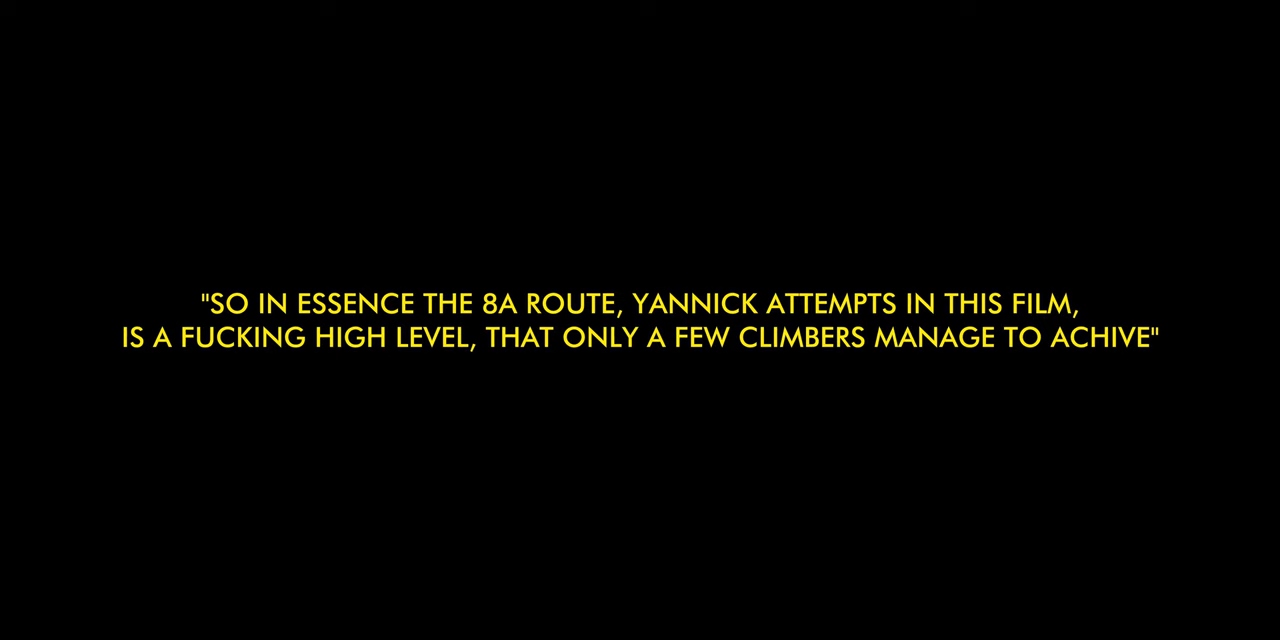 "SO IN ESSENCE THE 8A ROUTE, YANNICK ATTEMPTS IN THIS FILM,
IS A FUCKING HIGH LEVEL, THAT ONLY A FEW CLIMBERS MANAGE TO ACHIVE"